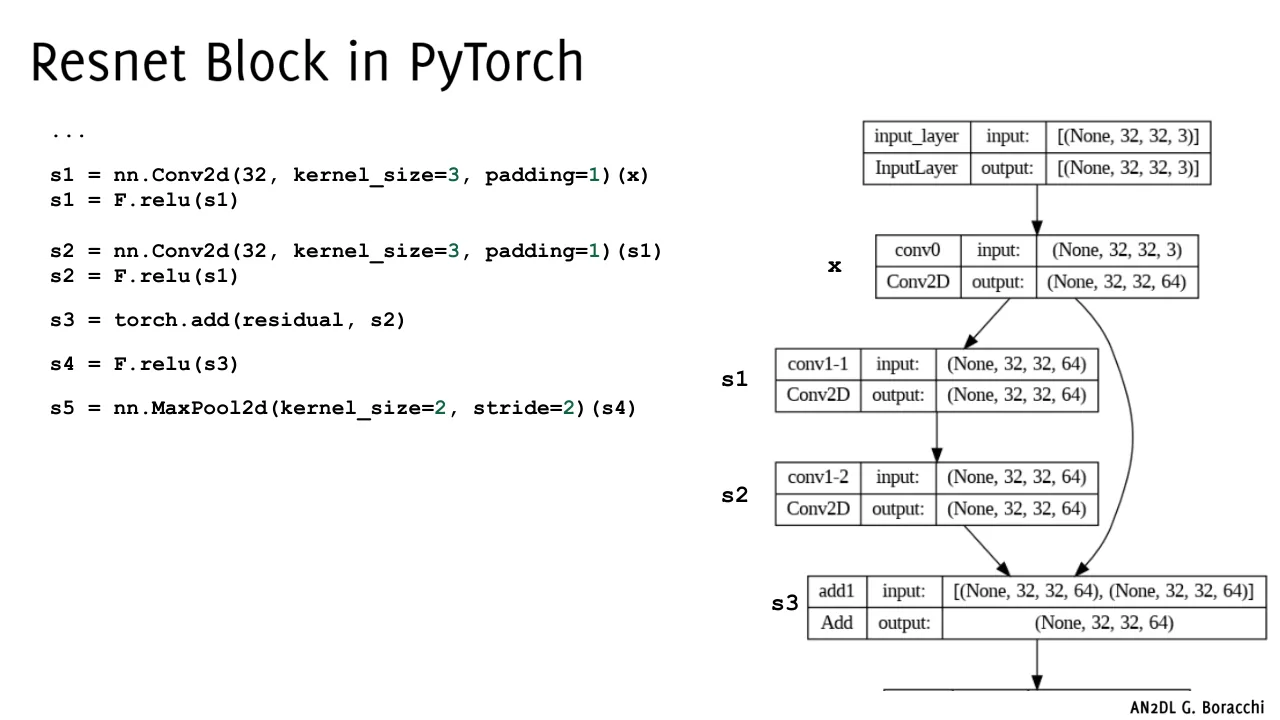 Resnet Block in PyTorch
...
s1 = nn.Conv2d(32, kernel_size=3, padding=1)(x)
s1 = F.relu(s1)
s2 = nn.Conv2d(32, kernel_size=3, padding=1)(s1)
s2 = F.relu(s1)
s3 = torch.add(residual, s2)
s4 = F.relu(s3)
s5 = nn.MaxPool2d(kernel_size=2, stride=2)(s4)
input_layer input: [(None, 32, 32, 3)]
InputLayer output: [(None, 32, 32, 3)]
x
conv0 input: (None, 32, 32, 3)
Conv2D output: (None, 32, 32, 64)
s1
conv1-1 input: (None, 32, 32, 64)
Conv2D output: (None, 32, 32, 64)
s2
conv1-2 input: (None, 32, 32, 64)
Conv2D output: (None, 32, 32, 64)
s3
add1 input: [(None, 32, 32, 64), (None, 32, 32, 64)]
Add output: (None, 32, 32, 64)
AN2DL G. Boracchi